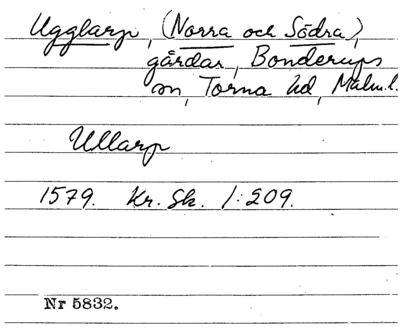 Ugglarp, (Norra och Södra),
gårdar, Bonderups
sn, Torna hd, Malm.l.
Ullarp
1579. Kr. Sk. 1:209.
Nr 5832.